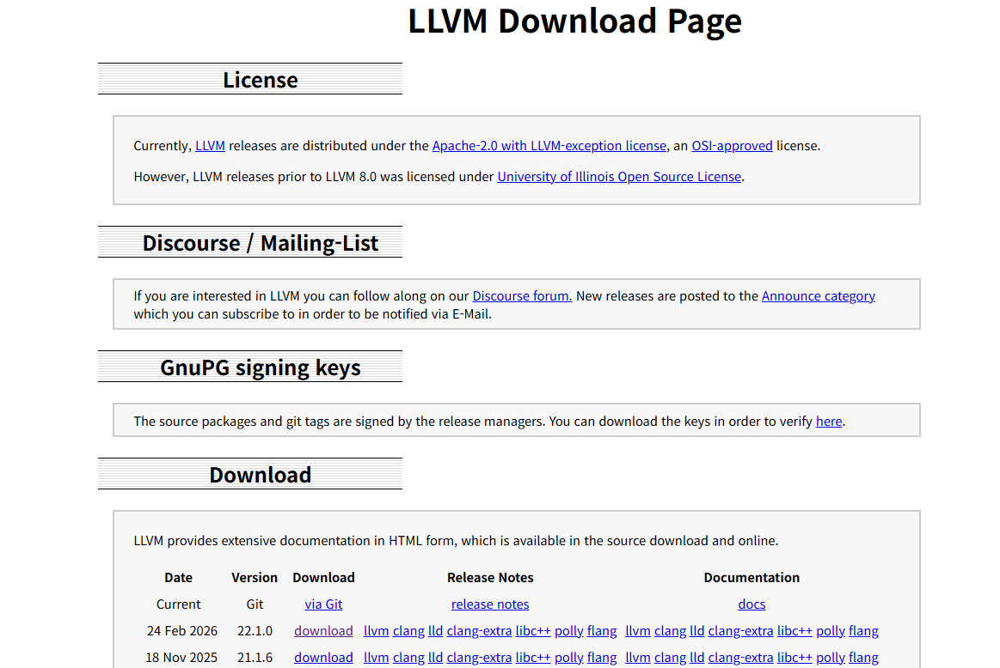 LLVM Download Page
License
Currently, LLVM releases are distributed under the Apache-2.0 with LLVM-exception license, an OSI-approved license.
However, LLVM releases prior to LLVM 8.0 was licensed under University of Illinois Open Source License.
Discourse / Mailing-List
If you are interested in LLVM you can follow along on our Discourse forum. New releases are posted to the Announce category
which you can subscribe to in order to be notified via E-Mail.
GnuPG signing keys
The source packages and git tags are signed by the release managers. You can download the keys in order to verify here.
Download
LLVM provides extensive documentation in HTML form, which is available in the source download and online.
Date Version Download Release Notes Documentation
Current Git via Git release notes docs
24 Feb 2026 22.1.0 download llvm clang lld clang-extra libc++ polly flang llvm clang lld clang-extra libc++ polly flang
18 Nov 2025 21.1.6 download llvm clang lld clang-extra libc++ polly flang llvm clang lld clang-extra libc++ polly flang